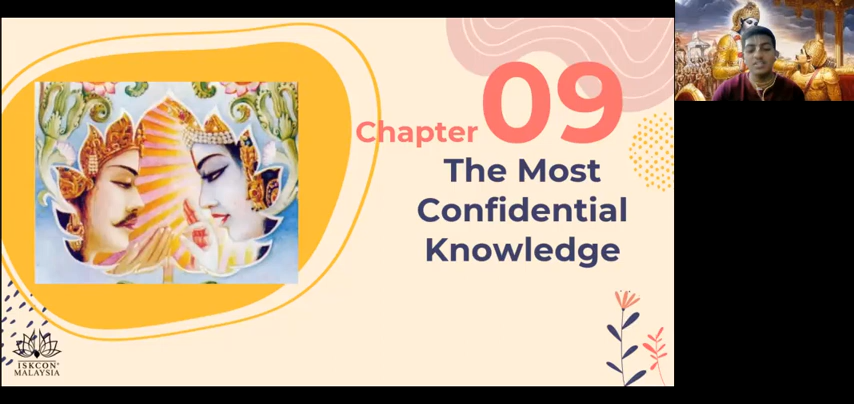 Chapter 09
The Most
Confidential
Knowledge
ISKCON®
MALAYSIA